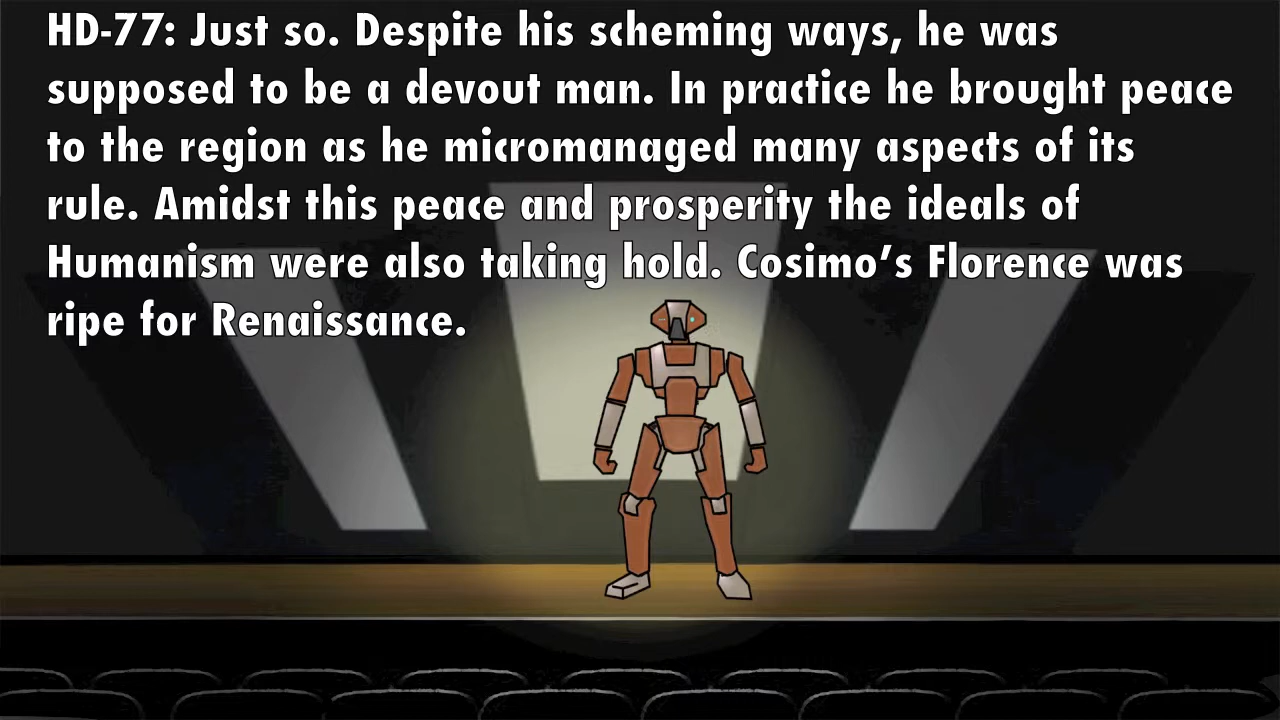 HD-77: Just so. Despite his scheming ways, he was
supposed to be a devout man. In practice he brought peace
to the region as he micromanaged many aspects of its
rule. Amidst this peace and prosperity the ideals of
Humanism were also taking hold. Cosimo’s Florence was
ripe for Renaissance.